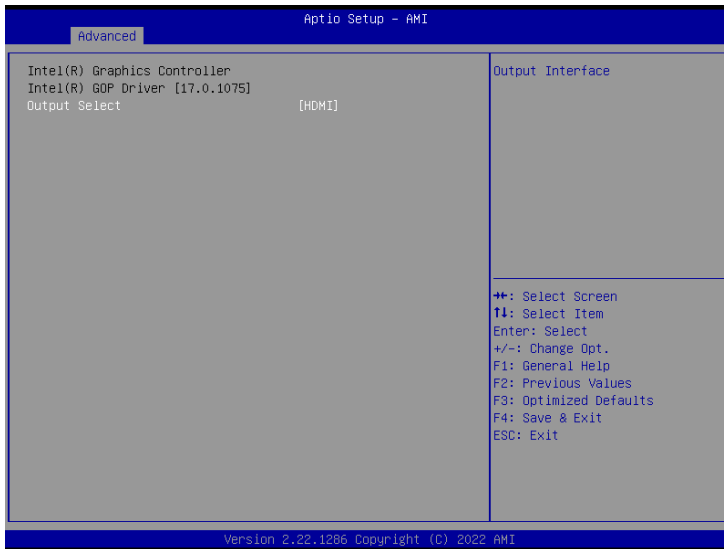 Aptio Setup - AMI
Advanced
Intel(R) Graphics Controller
Intel(R) GOP Driver [17.0.1075]
Output Select [HDMI]
Output Interface
→←: Select Screen
↑↓: Select Item
Enter: Select
+/-: Change Opt.
F1: General Help
F2: Previous Values
F3: Optimized Defaults
F4: Save & Exit
ESC: Exit
Version 2.22.1286 Copyright (C) 2022 AMI